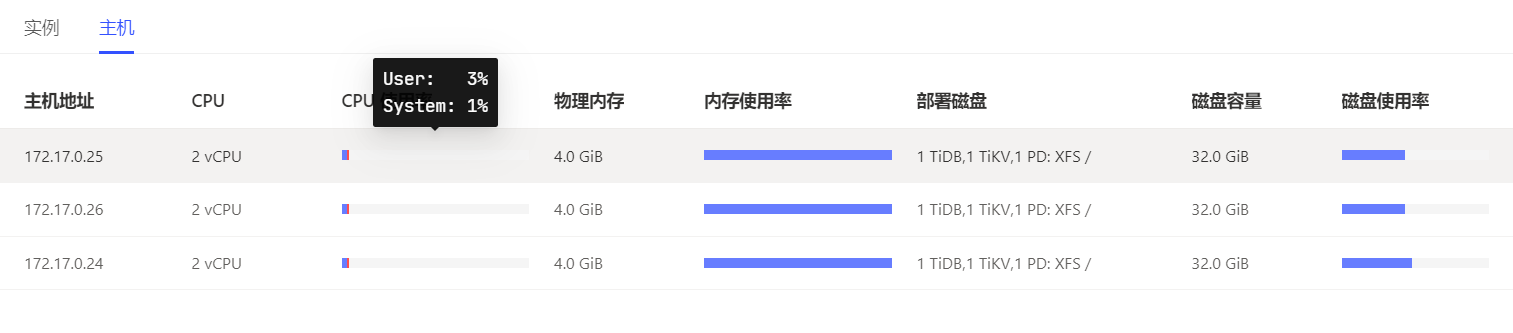 实例 主机
User: 3%
System: 1%
主机地址 CPU CPU 使用率 物理内存 内存使用率 部署磁盘 磁盘容量 磁盘使用率
172.17.0.25 2 vCPU 4.0 GiB 1 TiDB,1 TiKV,1 PD: XFS / 32.0 GiB
172.17.0.26 2 vCPU 4.0 GiB 1 TiDB,1 TiKV,1 PD: XFS / 32.0 GiB
172.17.0.24 2 vCPU 4.0 GiB 1 TiDB,1 TiKV,1 PD: XFS / 32.0 GiB